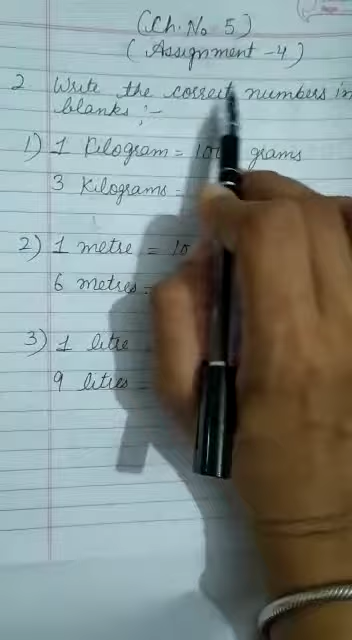 (Ch. No 5)
(Assignment -4)
2 Write the correct numbers in
blanks :-
1) 1 Kilogram = 100 grams
3 Kilograms =
2) 1 metre = 10
6 metres =
3) 1 litre
9 litres =